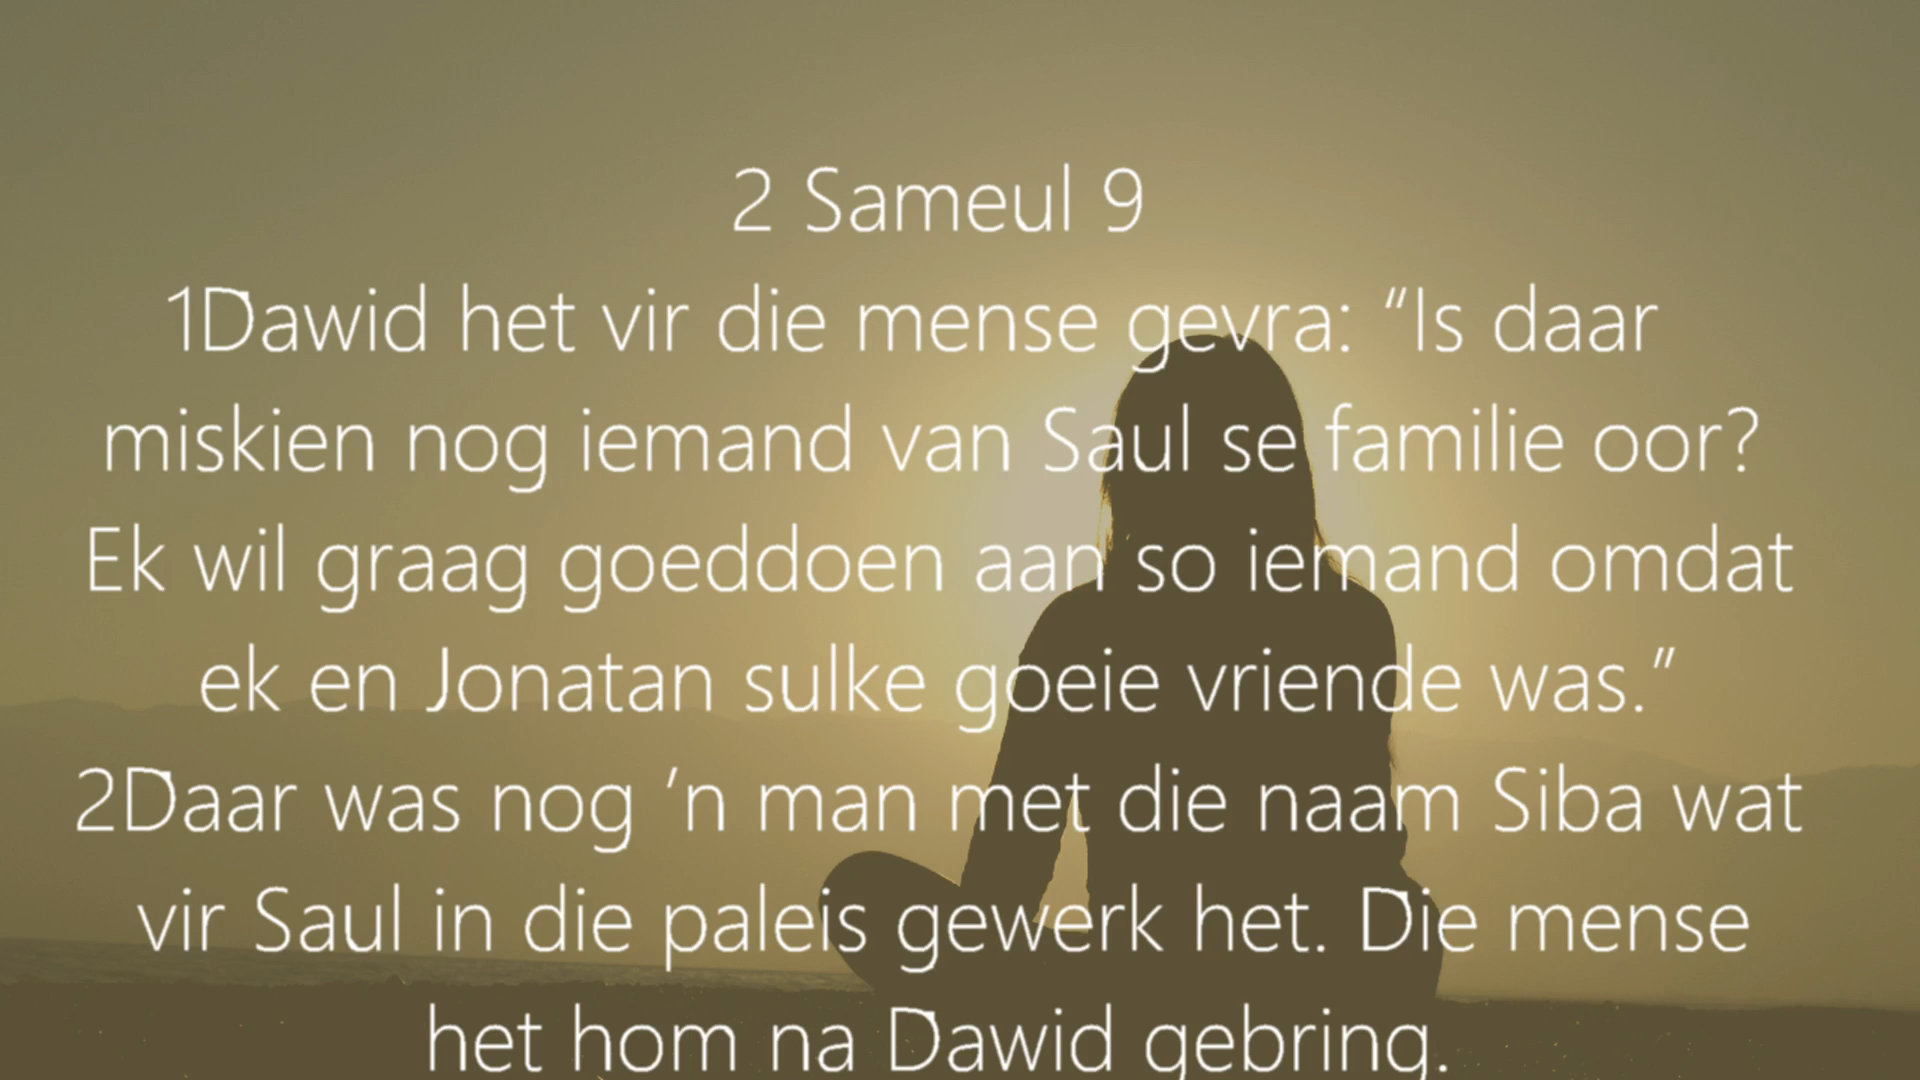 2 Sameul 9
1Dawid het vir die mense gevra: “Is daar
miskien nog iemand van Saul se familie oor?
Ek wil graag goeddoen aan so iemand omdat
ek en Jonatan sulke goeie vriende was.”
2Daar was nog ’n man met die naam Siba wat
vir Saul in die paleis gewerk het. Die mense
het hom na Dawid gebring.